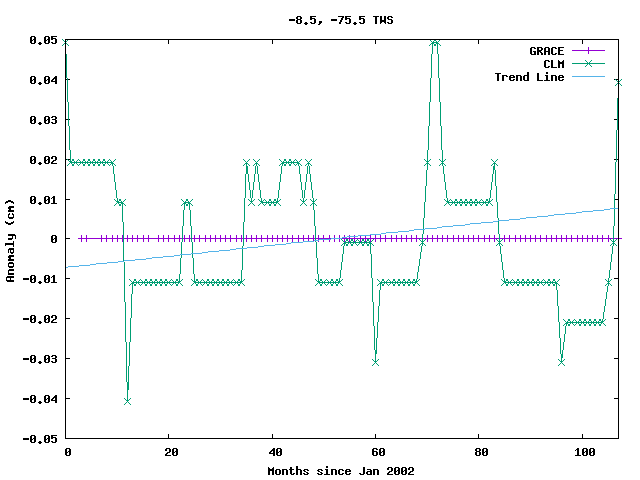 -8.5, -75.5 TWS
GRACE
CLM
Trend Line
0.05
0.04
0.03
0.02
0.01
0
-0.01
-0.02
-0.03
-0.04
-0.05
Anomaly (cm)
0 20 40 60 80 100
Months since Jan 2002